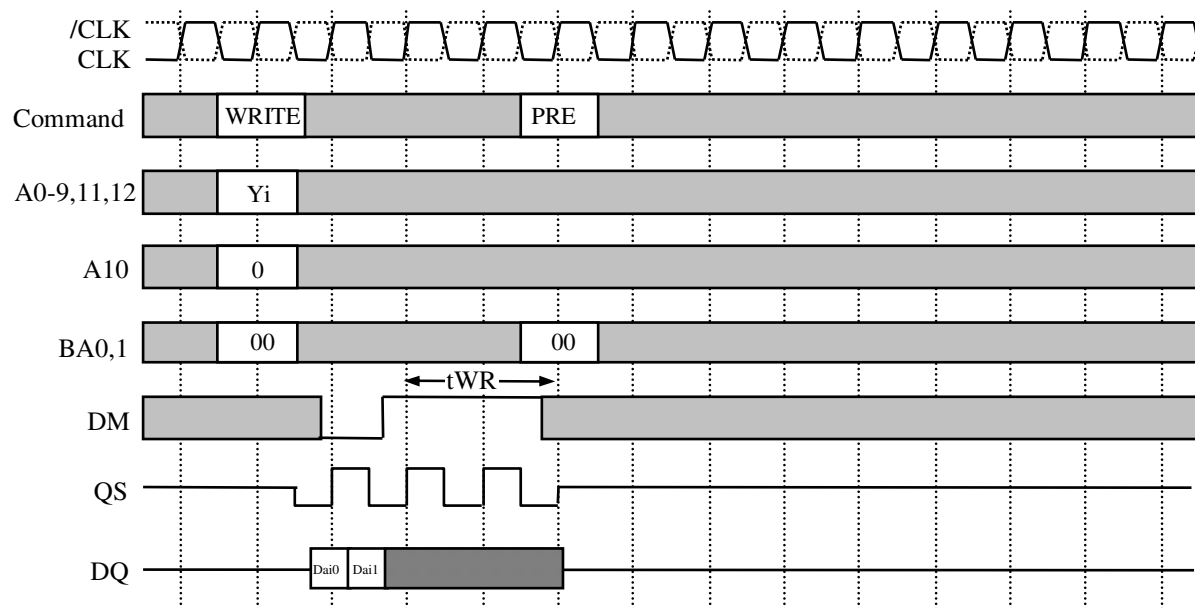 /CLK
CLK
Command WRITE PRE
A0-9,11,12 Yi
A10 0
BA0,1 00 00
tWR
DM
QS
DQ Dai0 Dai1